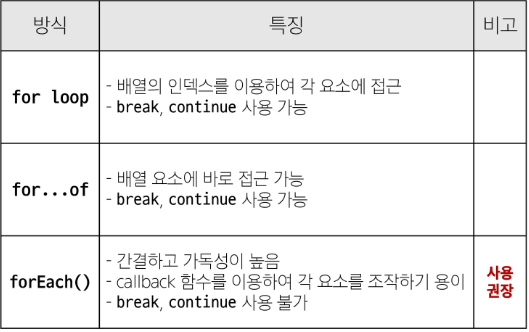 방식 특징 비고
for loop
- 배열의 인덱스를 이용하여 각 요소에 접근
- break, continue 사용 가능
for...of
- 배열 요소에 바로 접근 가능
- break, continue 사용 가능
forEach()
- 간결하고 가독성이 높음
- callback 함수를 이용하여 각 요소를 조작하기 용이
- break, continue 사용 불가
사용
권장